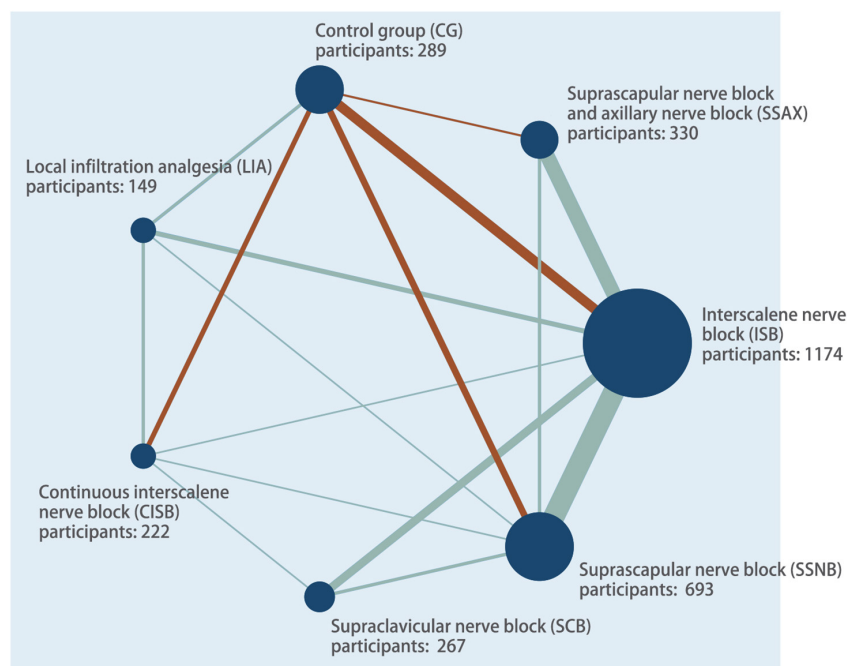 Control group (CG)
participants: 289
Suprascapular nerve block
and axillary nerve block (SSAX)
participants: 330
Local infiltration analgesia (LIA)
participants: 149
Interscalene nerve
block (ISB)
participants: 1174
Continuous interscalene
nerve block (CISB)
participants: 222
Suprascapular nerve block (SSNB)
participants: 693
Supraclavicular nerve block (SCB)
participants: 267